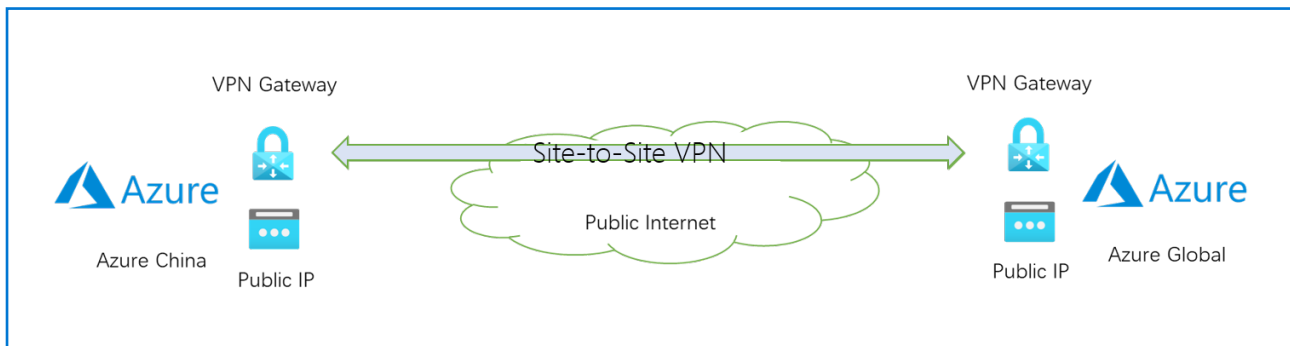 VPN Gateway
VPN Gateway
Site-to-Site VPN
Azure
Azure
Public Internet
Azure China
Public IP
Public IP
Azure Global